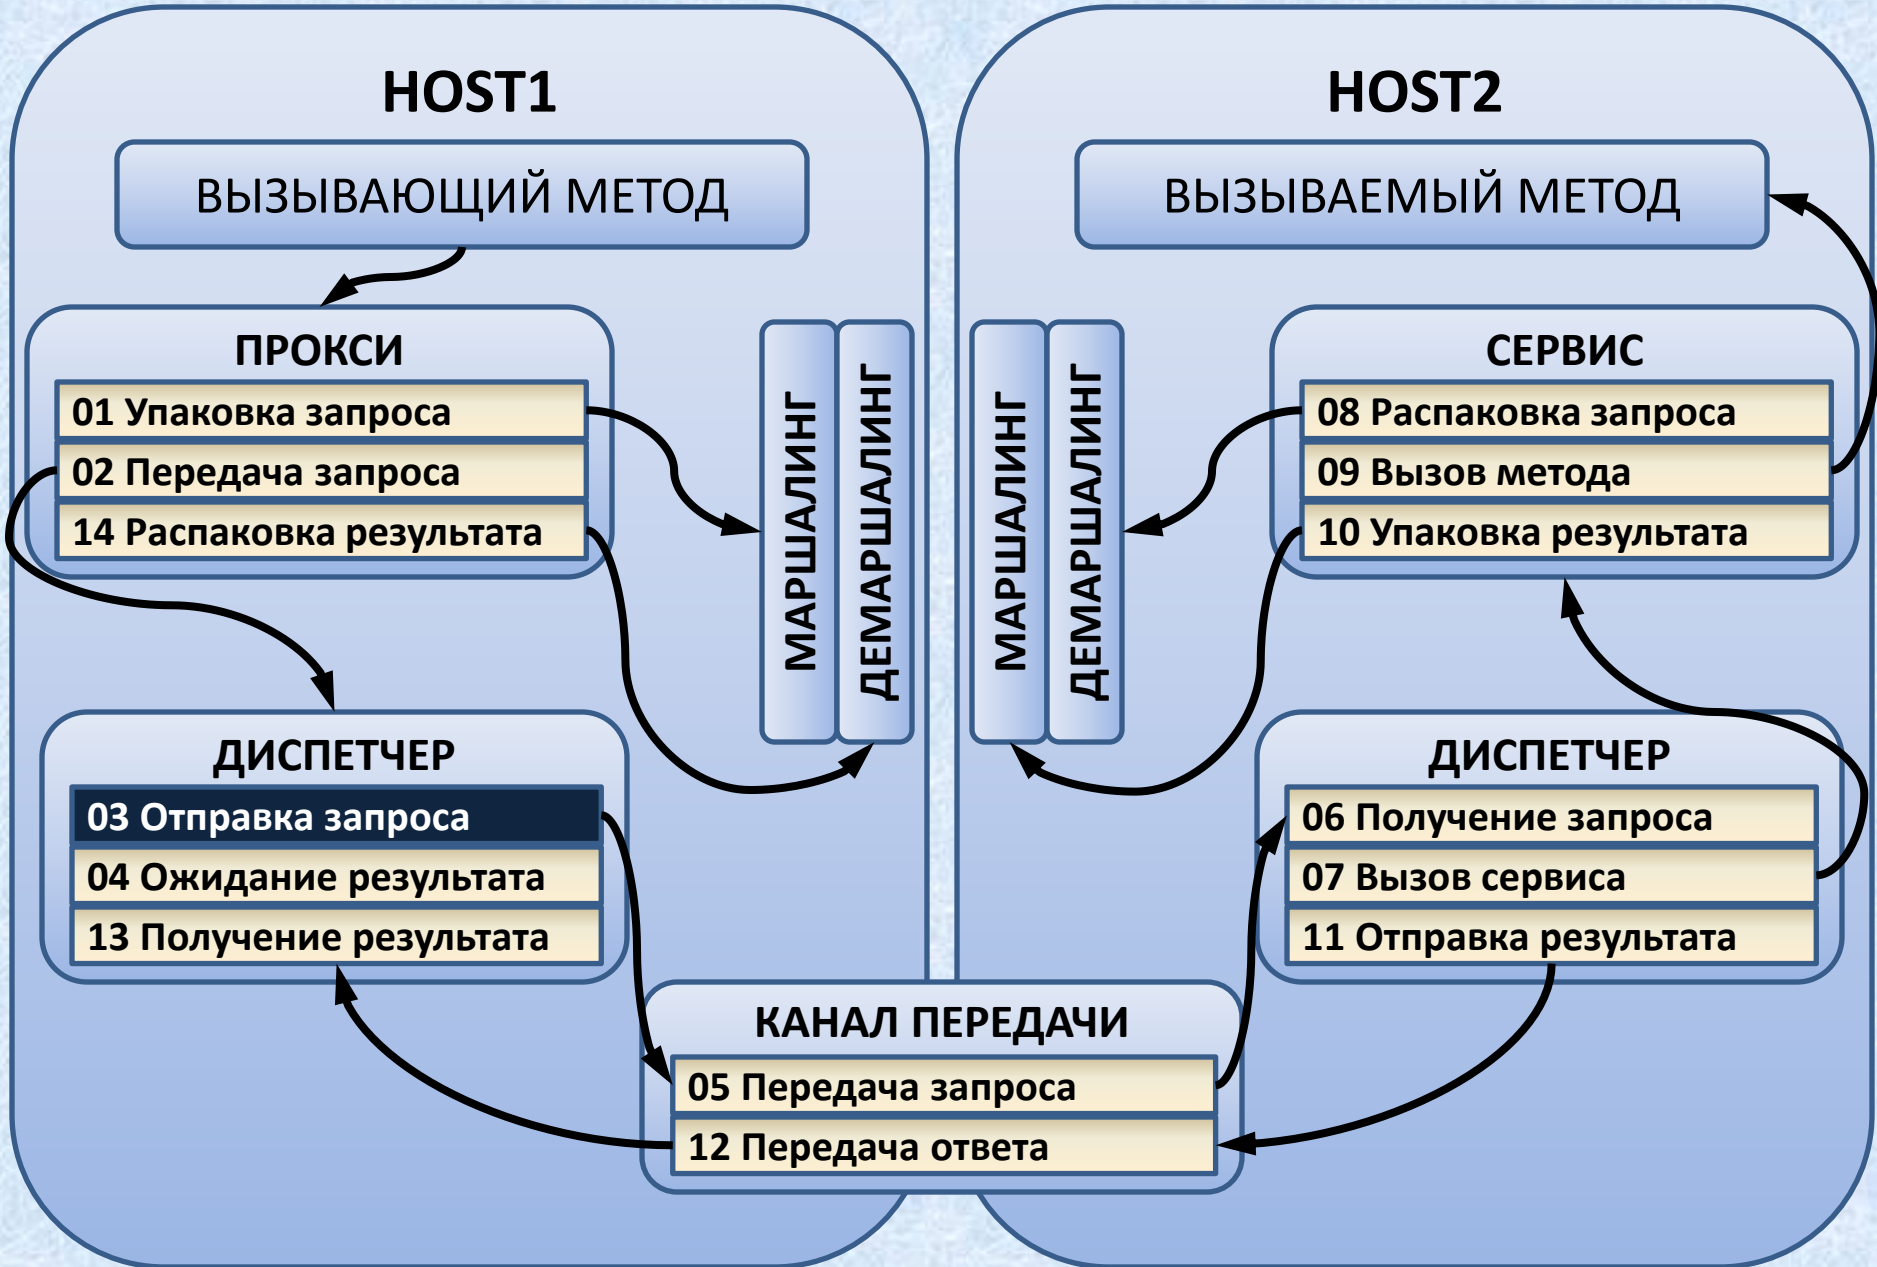 HOST1
ВЫЗЫВАЮЩИЙ МЕТОД
ПРОКСИ
01 Упаковка запроса
02 Передача запроса
14 Распаковка результата
МАРШАЛИНГ
ДЕМАРШАЛИНГ
ДИСПЕТЧЕР
03 Отправка запроса
04 Ожидание результата
13 Получение результата
HOST2
ВЫЗЫВАЕМЫЙ МЕТОД
МАРШАЛИНГ
ДЕМАРШАЛИНГ
СЕРВИС
08 Распаковка запроса
09 Вызов метода
10 Упаковка результата
ДИСПЕТЧЕР
06 Получение запроса
07 Вызов сервиса
11 Отправка результата
КАНАЛ ПЕРЕДАЧИ
05 Передача запроса
12 Передача ответа